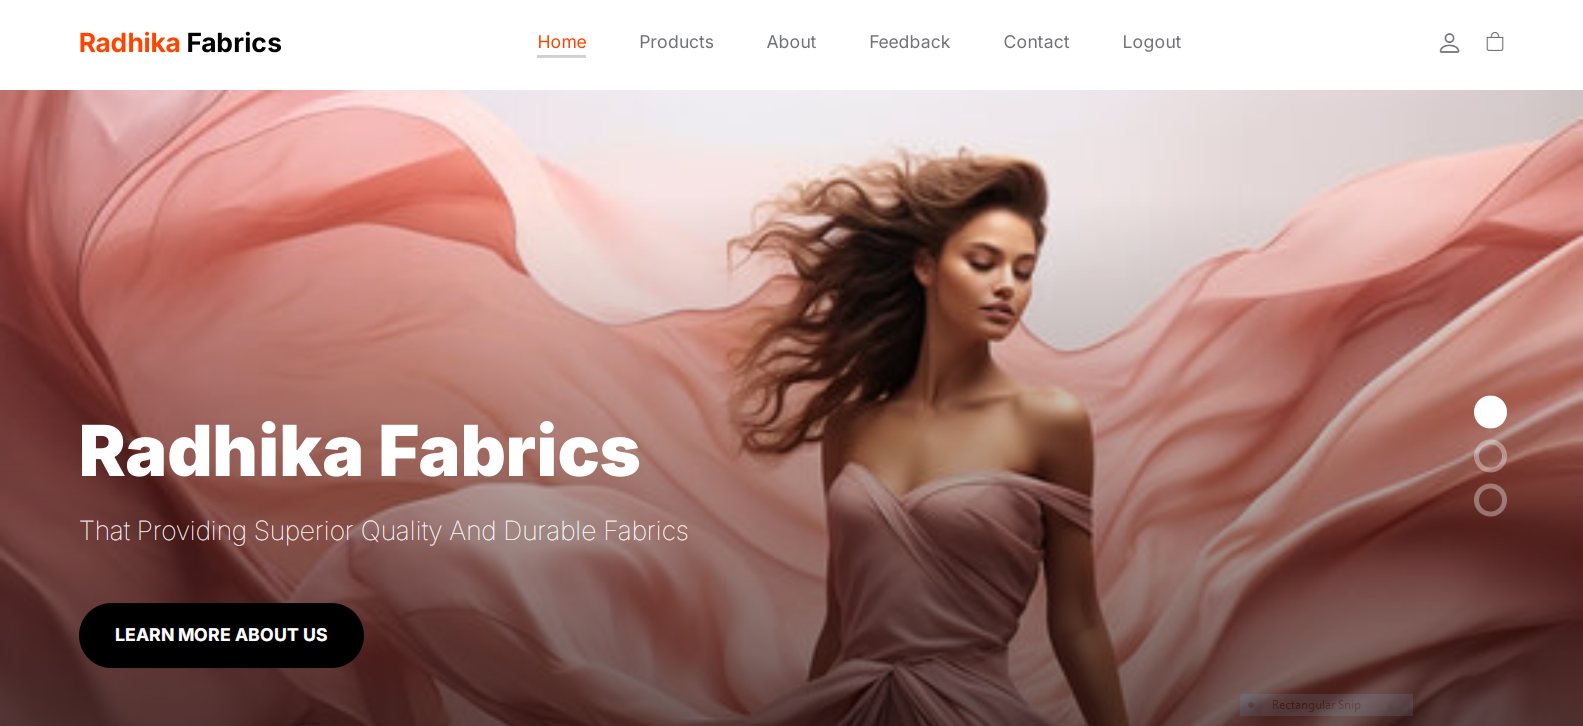 Radhika Fabrics
Home Products About Feedback Contact Logout
Radhika Fabrics
That Providing Superior Quality And Durable Fabrics
LEARN MORE ABOUT US
Rectangular Snip